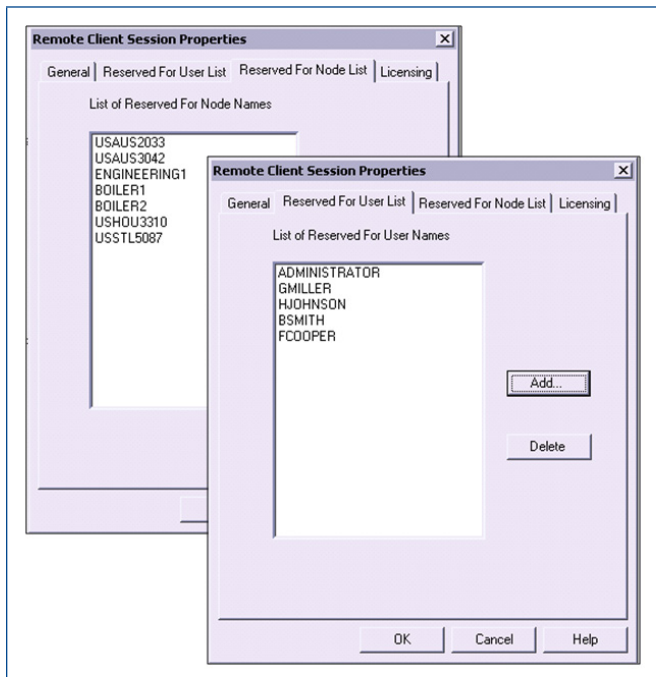 Remote Client Session Properties
General Reserved For User List Reserved For Node List Licensing
List of Reserved For Node Names
USAUS2033
USAUS3042
ENGINEERING1
BOILER1
BOILER2
USHOU3310
USSTL5087
Remote Client Session Properties
General Reserved For User List Reserved For Node List Licensing
List of Reserved For User Names
ADMINISTRATOR
GMILLER
HJOHNSON
BSMITH
FCOOPER
Add...
Delete
OK Cancel Help